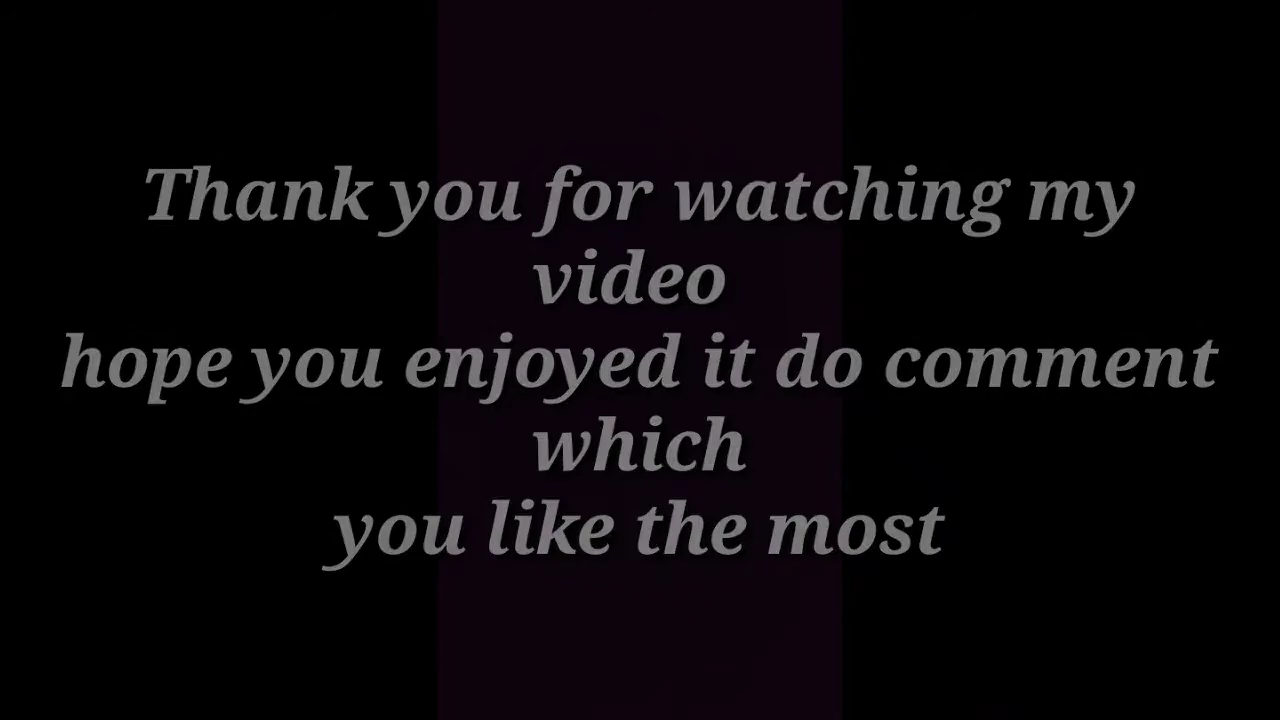 Thank you for watching my
video
hope you enjoyed it do comment
which
you like the most